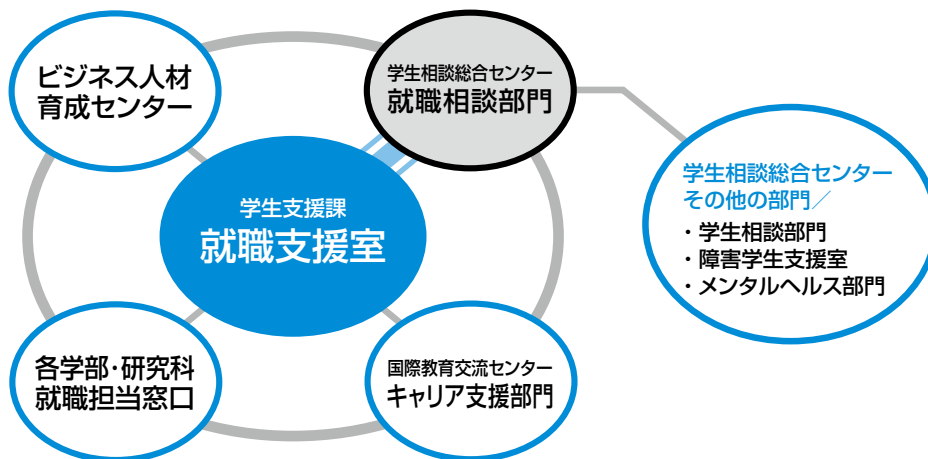 ビジネス人材
育成センター
学生相談総合センター
就職相談部門
学生支援課
就職支援室
学生相談総合センター
その他の部門／
・学生相談部門
・障害学生支援室
・メンタルヘルス部門
各学部・研究科
就職担当窓口
国際教育交流センター
キャリア支援部門